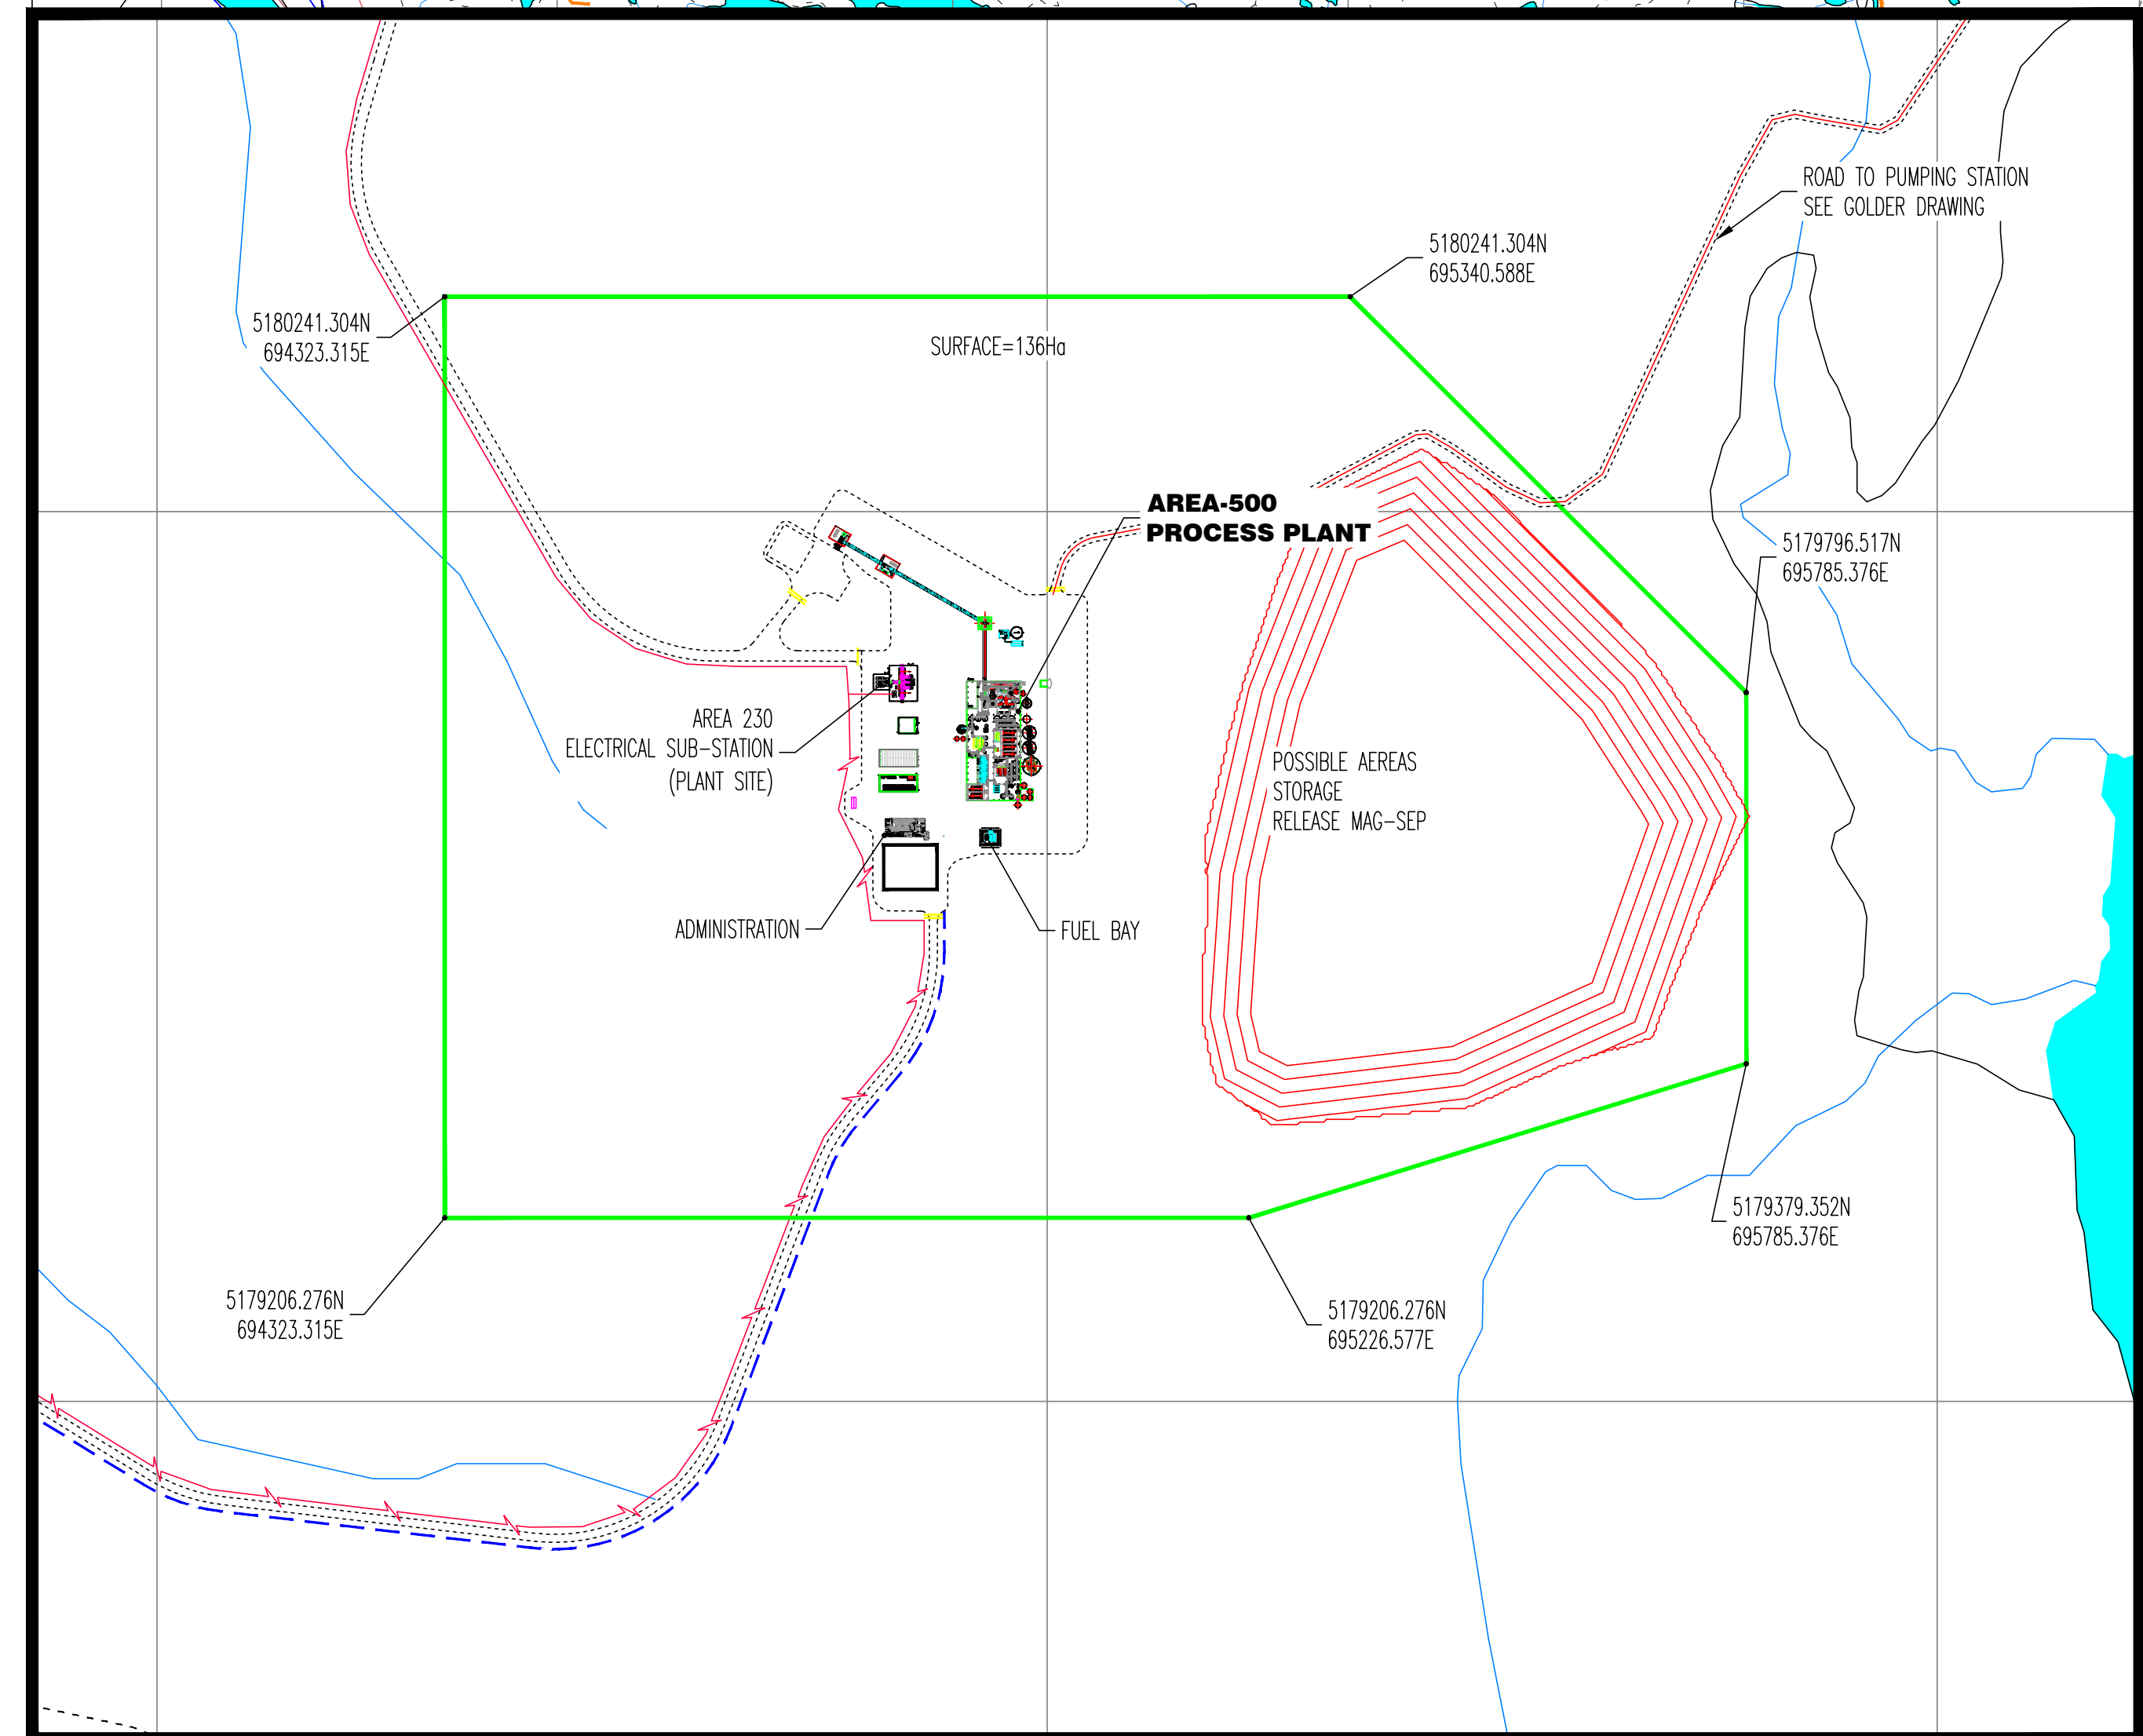 ROAD TO PUMPING STATION
SEE GOLDER DRAWING
5180241.304N
695340.588E
5180241.304N
694323.315E
SURFACE=136Ha
AREA-500
PROCESS PLANT
5179796.517N
695785.376E
AREA 230
ELECTRICAL SUB-STATION
(PLANT SITE)
POSSIBLE AEREAS
STORAGE
RELEASE MAG-SEP
ADMINISTRATION
FUEL BAY
5179379.352N
695785.376E
5179206.276N
694323.315E
5179206.276N
695226.577E